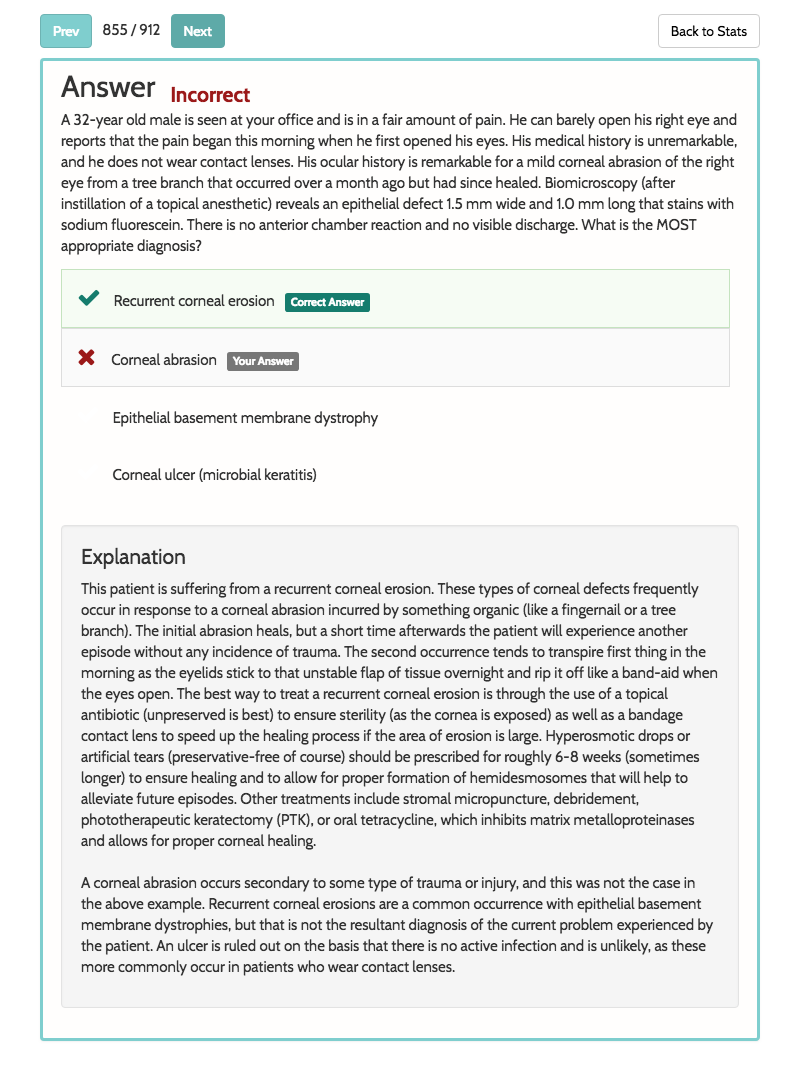 Prev 855 / 912 Next Back to Stats
Answer Incorrect
A 32-year old male is seen at your office and is in a fair amount of pain. He can barely open his right eye and
reports that the pain began this morning when he first opened his eyes. His medical history is unremarkable,
and he does not wear contact lenses. His ocular history is remarkable for a mild corneal abrasion of the right
eye from a tree branch that occurred over a month ago but had since healed. Biomicroscopy (after
instillation of a topical anesthetic) reveals an epithelial defect 1.5 mm wide and 1.0 mm long that stains with
sodium fluorescein. There is no anterior chamber reaction and no visible discharge. What is the MOST
appropriate diagnosis?
Recurrent corneal erosion Correct Answer
Corneal abrasion Your Answer
Epithelial basement membrane dystrophy
Corneal ulcer (microbial keratitis)
Explanation
This patient is suffering from a recurrent corneal erosion. These types of corneal defects frequently
occur in response to a corneal abrasion incurred by something organic (like a fingernail or a tree
branch). The initial abrasion heals, but a short time afterwards the patient will experience another
episode without any incidence of trauma. The second occurrence tends to transpire first thing in the
morning as the eyelids stick to that unstable flap of tissue overnight and rip it off like a band-aid when
the eyes open. The best way to treat a recurrent corneal erosion is through the use of a topical
antibiotic (unpreserved is best) to ensure sterility (as the cornea is exposed) as well as a bandage
contact lens to speed up the healing process if the area of erosion is large. Hyperosmotic drops or
artificial tears (preservative-free of course) should be prescribed for roughly 6-8 weeks (sometimes
longer) to ensure healing and to allow for proper formation of hemidesmosomes that will help to
alleviate future episodes. Other treatments include stromal micropuncture, debridement,
phototherapeutic keratectomy (PTK), or oral tetracycline, which inhibits matrix metalloproteinases
and allows for proper corneal healing.
A corneal abrasion occurs secondary to some type of trauma or injury, and this was not the case in
the above example. Recurrent corneal erosions are a common occurrence with epithelial basement
membrane dystrophies, but that is not the resultant diagnosis of the current problem experienced by
the patient. An ulcer is ruled out on the basis that there is no active infection and is unlikely, as these
more commonly occur in patients who wear contact lenses.